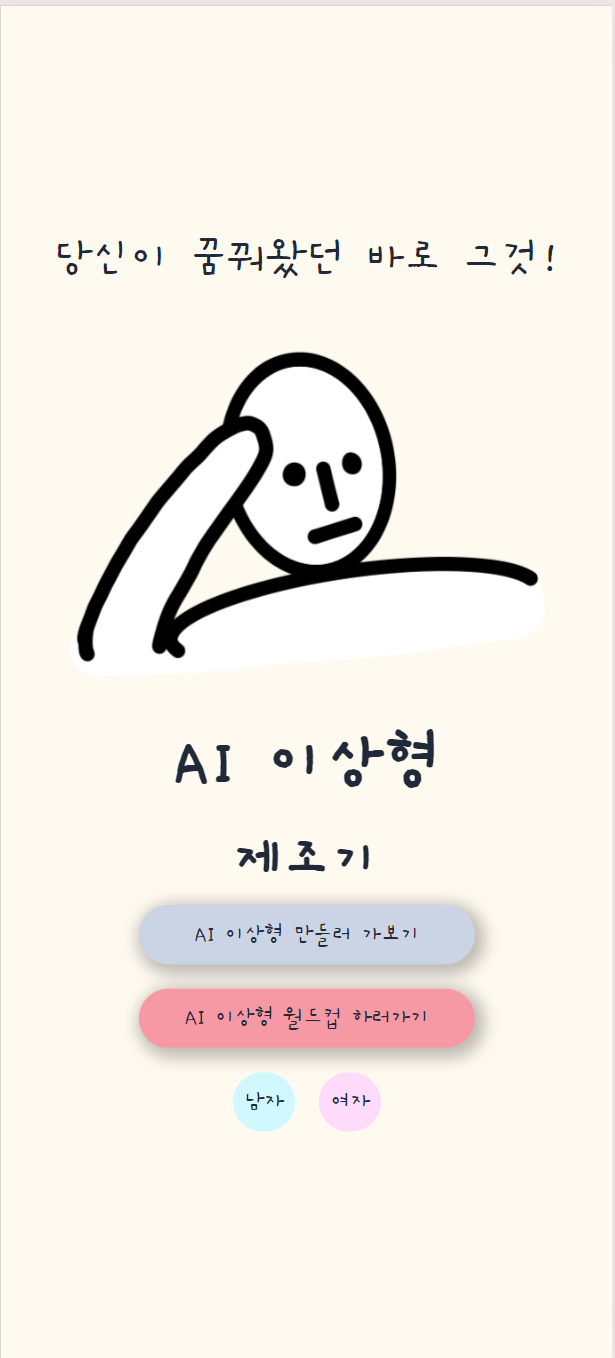 당신이 꿈꿔왔던 바로 그것!
AI 이상형
제조기
AI 이상형 만들러 가보기
AI 이상형 월드컵 하러가기
남자
여자